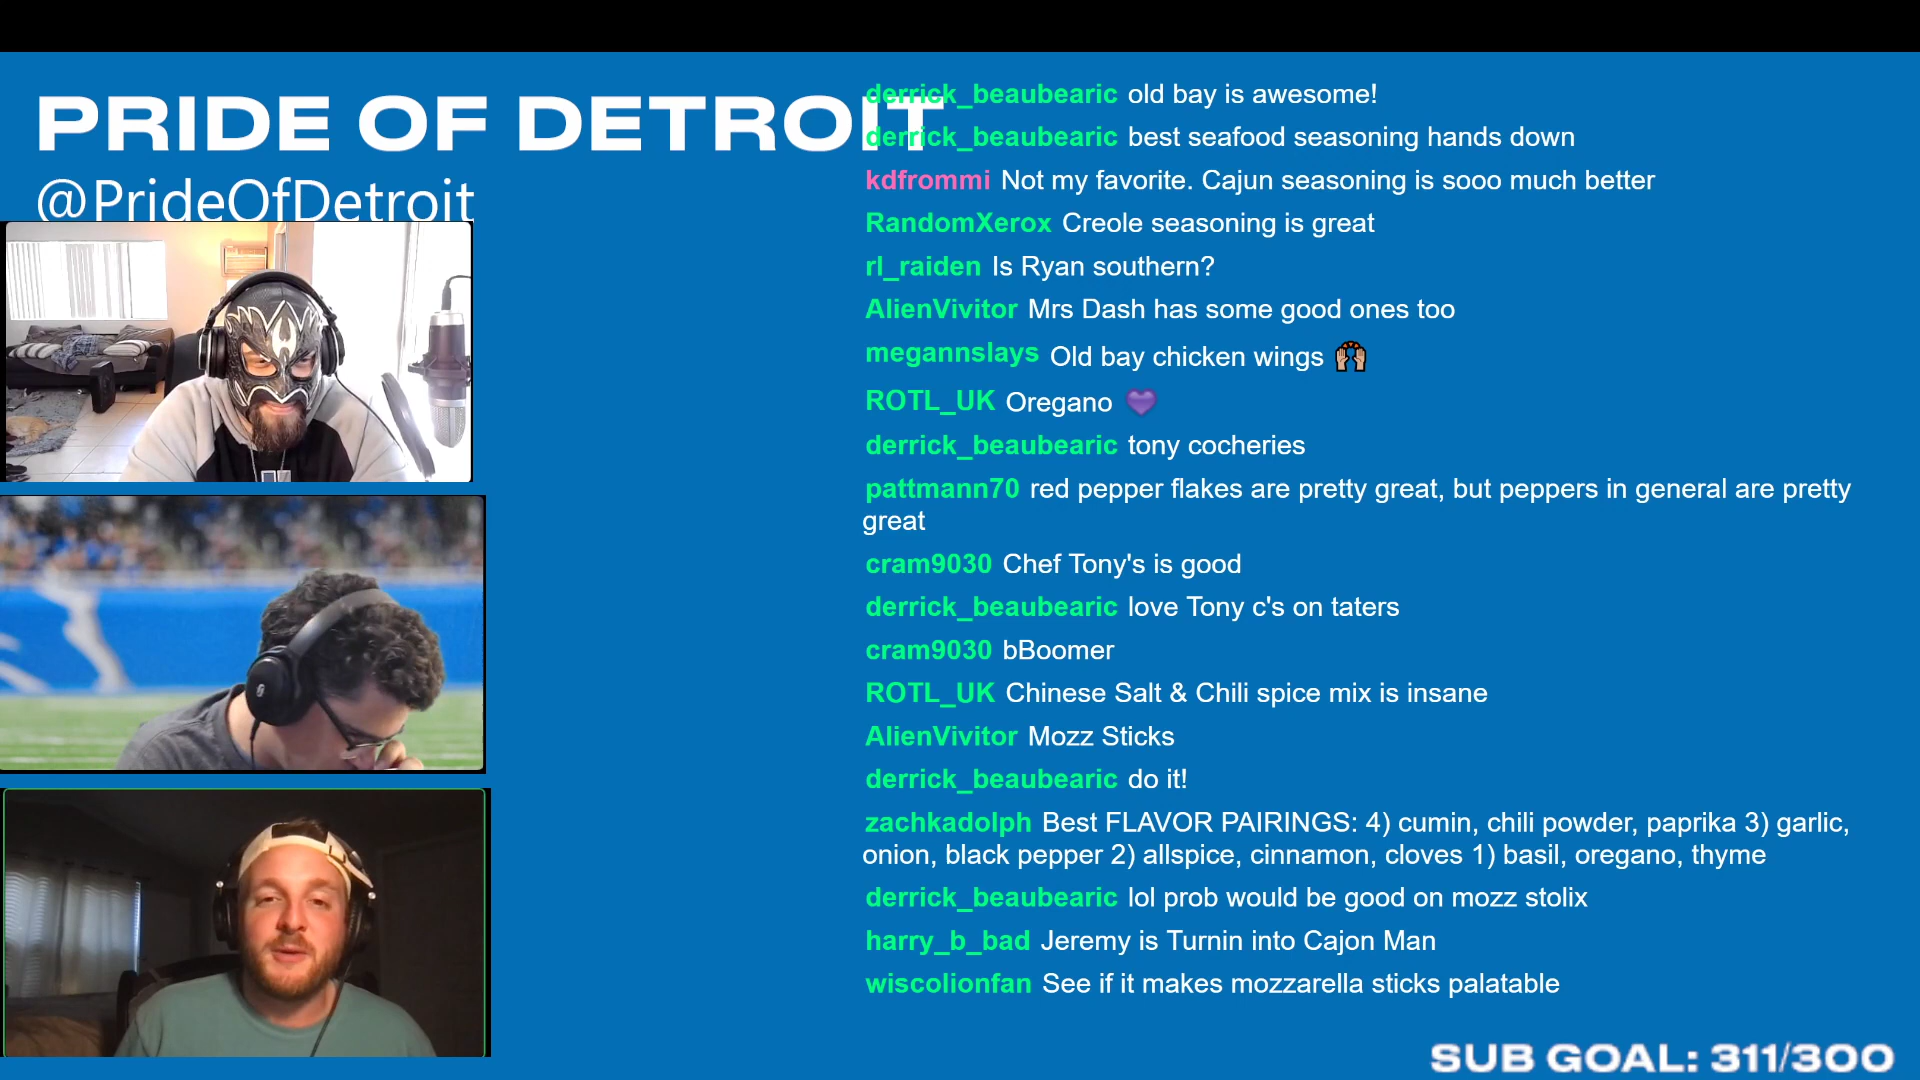 PRIDE OF DETROIT
@PrideOfDetroit
derrick_beaubearic old bay is awesome!
derrick_beaubearic best seafood seasoning hands down
kdfrommi Not my favorite. Cajun seasoning is sooo much better
RandomXerox Creole seasoning is great
rl_raiden Is Ryan southern?
AlienVivitor Mrs Dash has some good ones too
megannslays Old bay chicken wings
ROTL_UK Oregano 💜
derrick_beaubearic tony cocheries
pattmann70 red pepper flakes are pretty great, but peppers in general are pretty
great
cram9030 Chef Tony's is good
derrick_beaubearic love Tony c's on taters
cram9030 bBoomer
ROTL_UK Chinese Salt & Chili spice mix is insane
AlienVivitor Mozz Sticks
derrick_beaubearic do it!
zachkadolph Best FLAVOR PAIRINGS: 4) cumin, chili powder, paprika 3) garlic,
onion, black pepper 2) allspice, cinnamon, cloves 1) basil, oregano, thyme
derrick_beaubearic lol prob would be good on mozz stolix
harry_b_bad Jeremy is Turnin into Cajon Man
wiscolionfan See if it makes mozzarella sticks palatable
SUB GOAL: 311/300